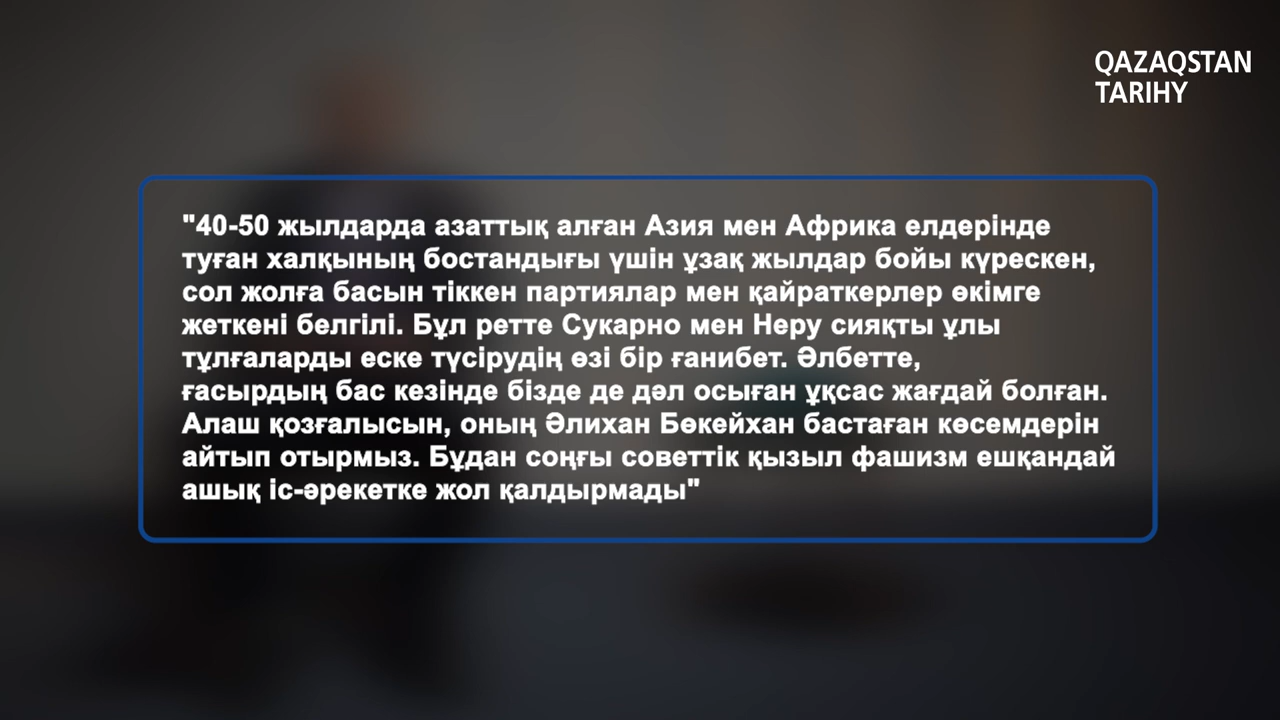 QAZAQSTAN
TARIHY
"40-50 жылдарда азаттық алған Азия мен Африка елдерінде
туған халқының бостандығы үшін ұзақ жылдар бойы күрескен,
сол жолға басын тіккен партиялар мен қайраткерлер өкімге
жеткені белгілі. Бұл ретте Сукарно мен Неру сияқты ұлы
тұлғаларды еске түсірудің өзі бір ғанибет. Әлбетте,
ғасырдың бас кезінде бізде де дәл осыған ұқсас жағдай болған.
Алаш қозғалысын, оның Әлихан Бөкейхан бастаған көсемдерін
айтып отырмыз. Бұдан соңғы советтік қызыл фашизм ешқандай
ашық іс-әрекетке жол қалдырмады"